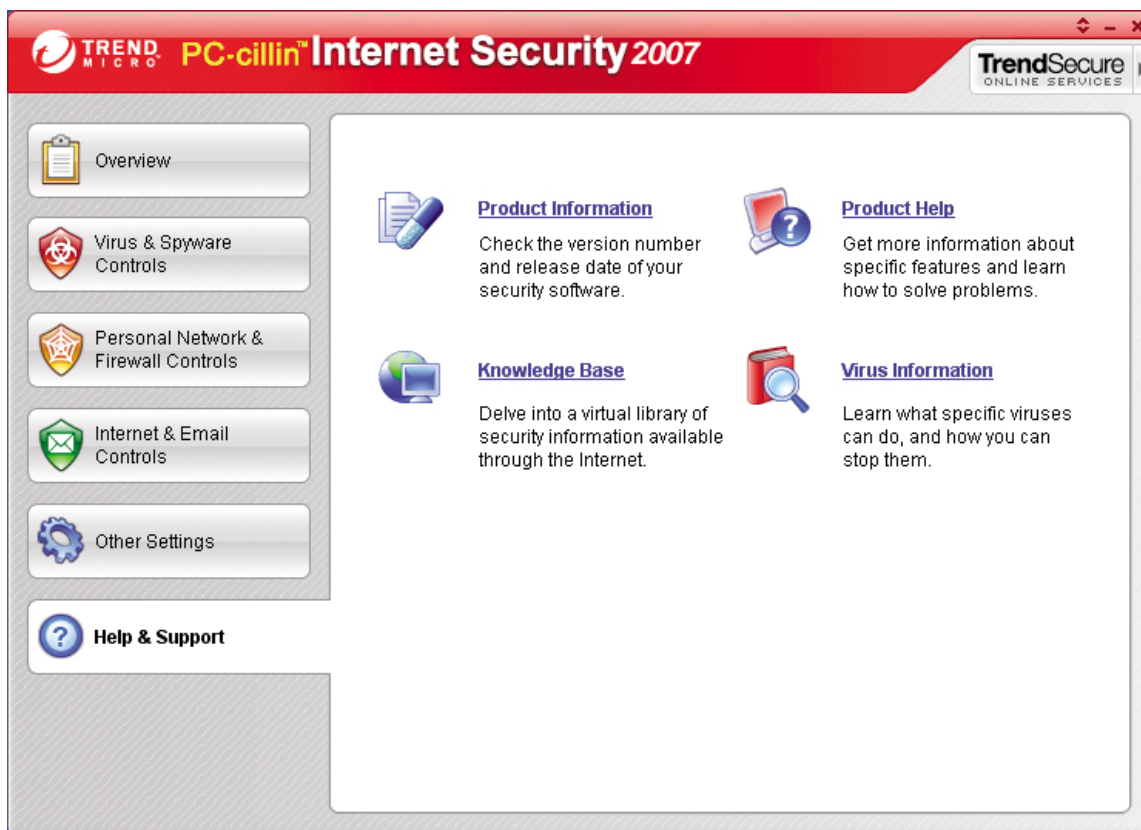 TREND MICRO PC-cillin™ Internet Security 2007
TrendSecure
ONLINE SERVICES
Overview
Virus & Spyware
Controls
Personal Network &
Firewall Controls
Internet & Email
Controls
Other Settings
Help & Support
Product Information
Check the version number
and release date of your
security software.
Product Help
Get more information about
specific features and learn
how to solve problems.
Knowledge Base
Delve into a virtual library of
security information available
through the Internet.
Virus Information
Learn what specific viruses
can do, and how you can
stop them.